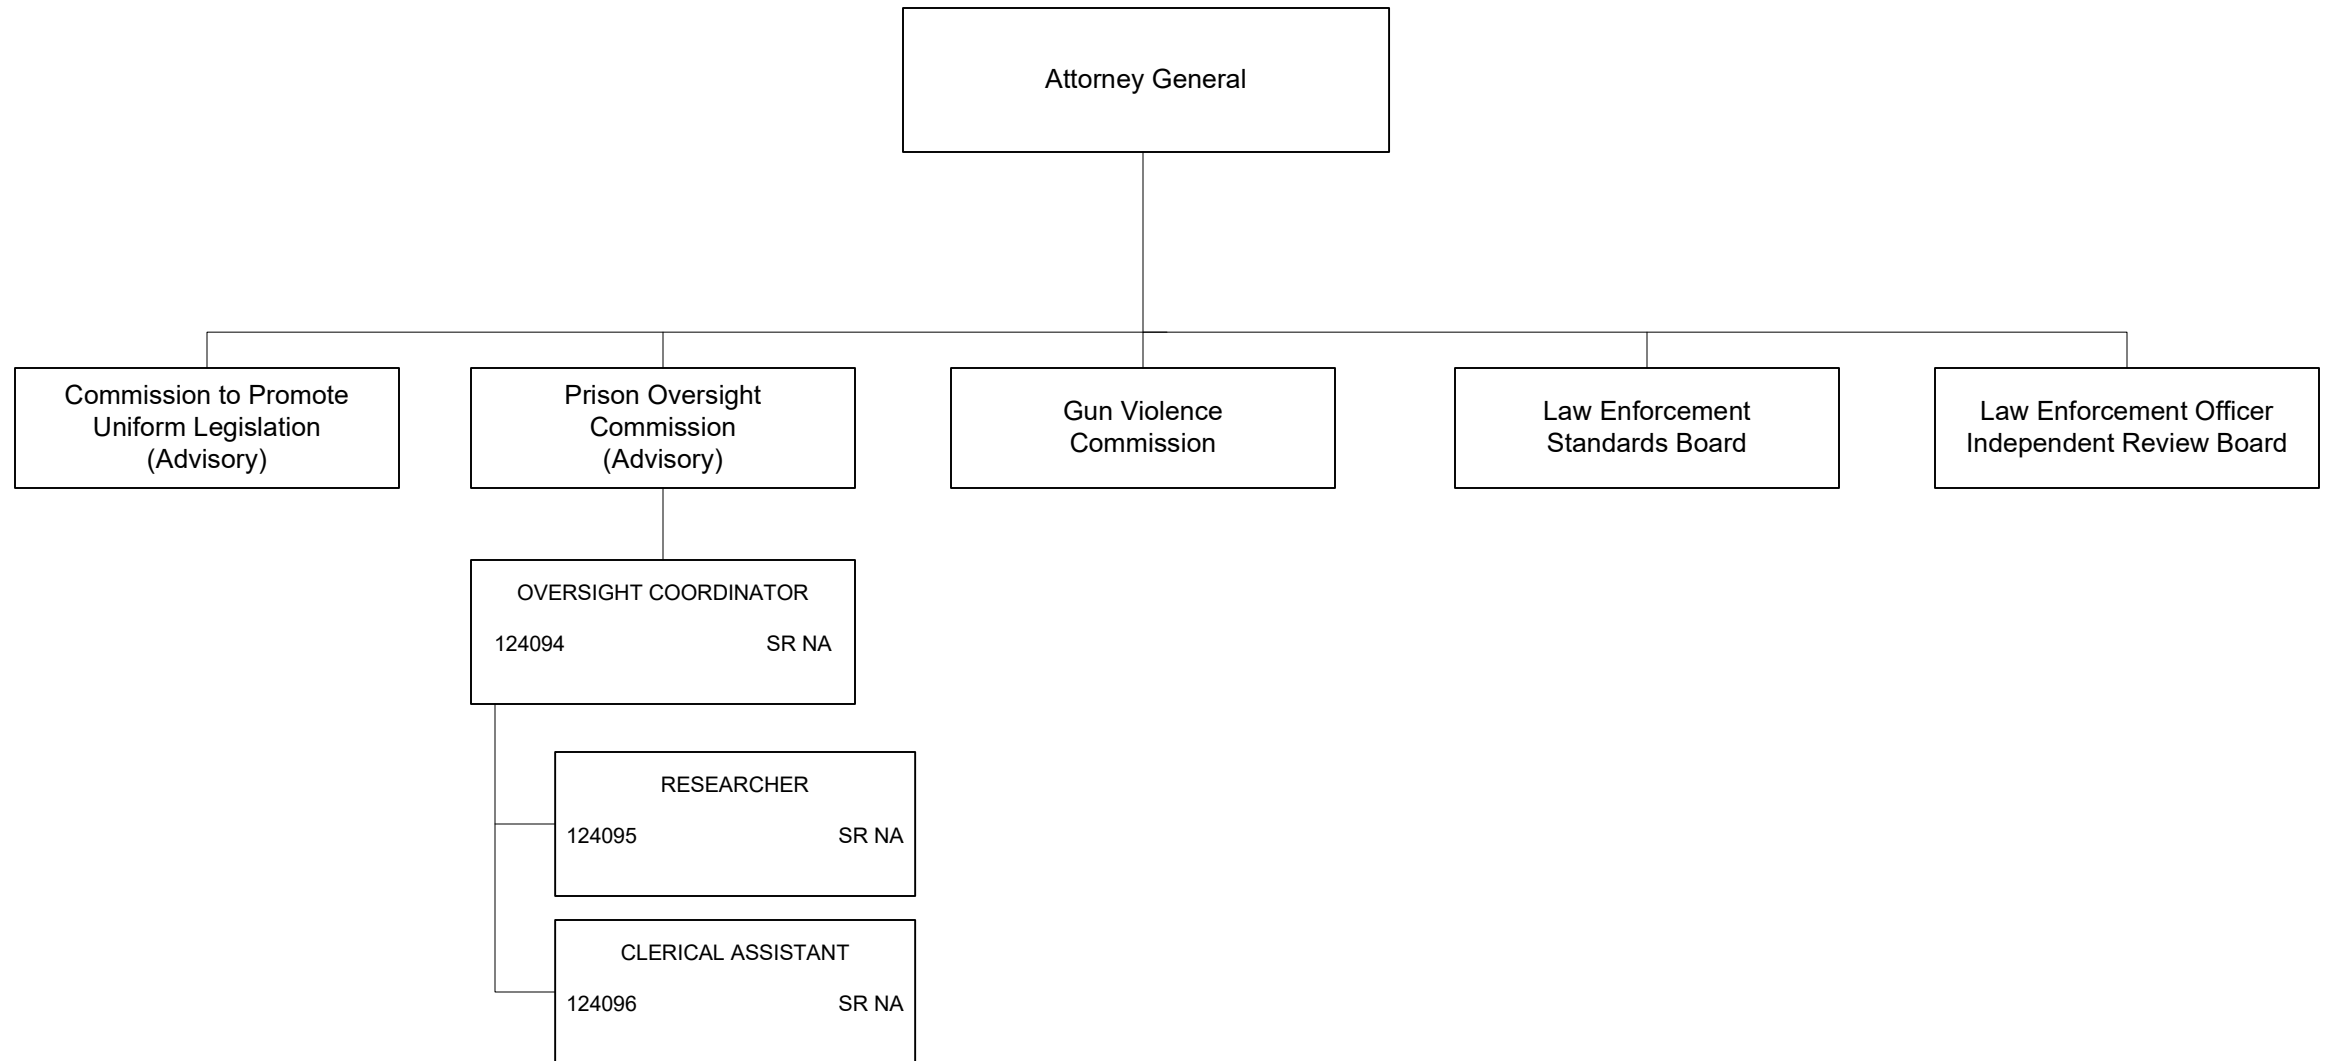 Attorney General
Commission to Promote
Uniform Legislation
(Advisory)
Prison Oversight
Commission
(Advisory)
Gun Violence
Commission
Law Enforcement
Standards Board
Law Enforcement Officer
Independent Review Board
OVERSIGHT COORDINATOR
124094 SR NA
RESEARCHER
124095 SR NA
CLERICAL ASSISTANT
124096 SR NA